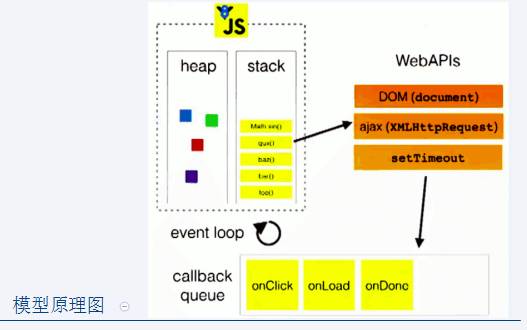 JS
heap
stack
WebAPIs
DOM (document)
ajax (XMLHttpRequest)
setTimeout
Math.sin()
qux()
baz()
bar()
foo()
event loop
callback
queue
onClick
onLoad
onDone
模型原理图